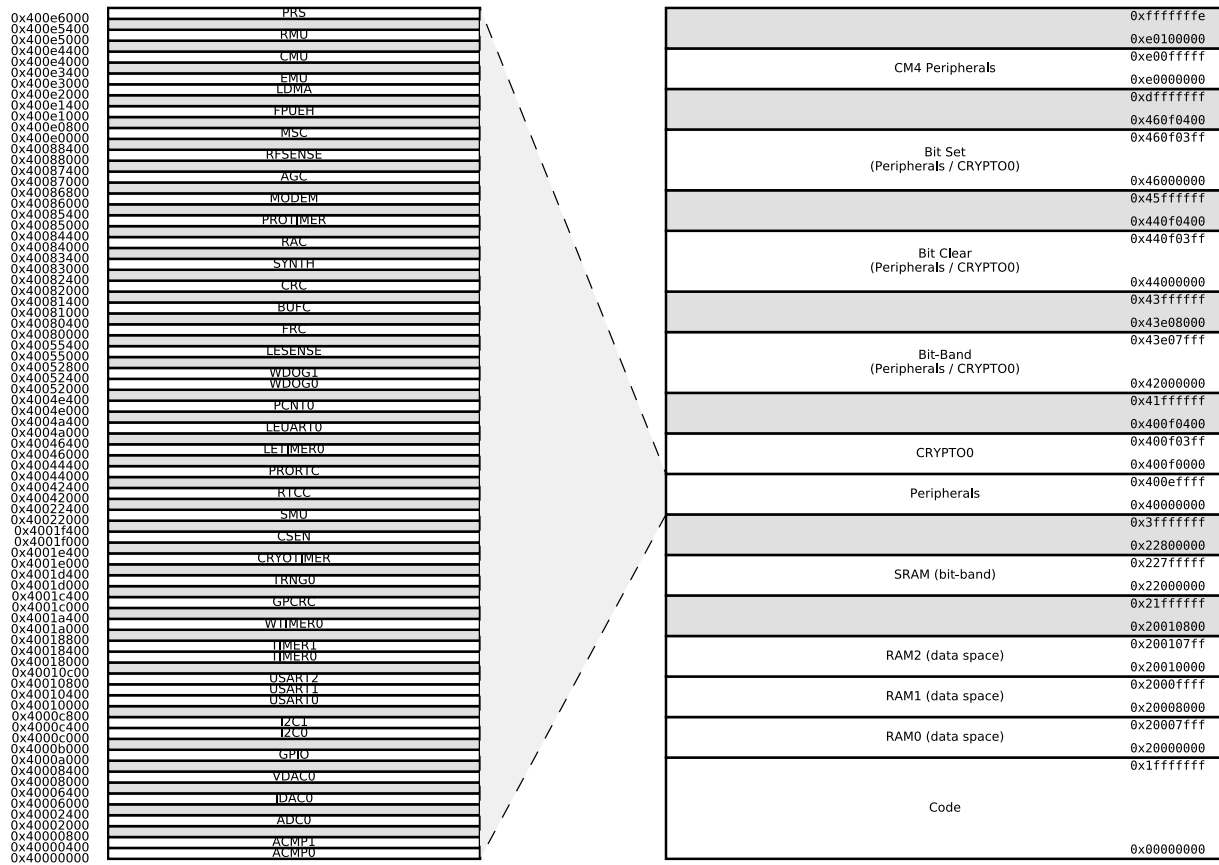 0x400e6000
0x400e5400
0x400e5000
0x400e4400
0x400e4000
0x400e3400
0x400e3000
0x400e2000
0x400e1400
0x400e1000
0x400e0800
0x400e0000
0x40088400
0x40088000
0x40087400
0x40087000
0x40086800
0x40086000
0x40085400
0x40085000
0x40084400
0x40084000
0x40083400
0x40083000
0x40082400
0x40082000
0x40081400
0x40081000
0x40080400
0x40080000
0x40055400
0x40055000
0x40052800
0x40052400
0x40052000
0x4004e400
0x4004e000
0x4004a400
0x4004a000
0x40046400
0x40046000
0x40044400
0x40044000
0x40042400
0x40042000
0x40022400
0x40022000
0x4001f400
0x4001f000
0x4001e400
0x4001e000
0x4001d400
0x4001d000
0x4001c400
0x4001c000
0x4001a400
0x4001a000
0x40018800
0x40018400
0x40018000
0x40010c00
0x40010800
0x40010400
0x40010000
0x4000c800
0x4000c400
0x4000c000
0x4000b000
0x4000a000
0x40008400
0x40008000
0x40006400
0x40006000
0x40002400
0x40002000
0x40000800
0x40000400
0x40000000
PRS
RMU
CMU
EMU
LDMA
FPUEH
MSC
RFSENSE
AGC
MODEM
PROTIMER
RAC
SYNTH
CRC
BUFC
FRC
LESENSE
WDOG1
WDOG0
PCNT0
LEUART0
LETIMER0
PRORTC
RTCC
SMU
CSEN
CRYOTIMER
TRNG0
GPCRC
WTIMER0
TIMER1
TIMER0
USART2
USART1
USART0
I2C1
I2C0
GPIO
VDAC0
IDAC0
ADC0
ACMP1
ACMP0
0xfffffffe
0xe0100000
0xe00fffff
CM4 Peripherals
0xe0000000
0xdfffffff
0x460f0400
0x460f03ff
Bit Set
(Peripherals / CRYPTO0)
0x46000000
0x45ffffff
0x440f0400
0x440f03ff
Bit Clear
(Peripherals / CRYPTO0)
0x44000000
0x43ffffff
0x43e08000
0x43e07fff
Bit-Band
(Peripherals / CRYPTO0)
0x42000000
0x41ffffff
0x400f0400
0x400f03ff
CRYPTO0
0x400f0000
0x400effff
Peripherals
0x40000000
0x3fffffff
0x22800000
0x227fffff
SRAM (bit-band)
0x22000000
0x21ffffff
0x20010800
0x200107ff
RAM2 (data space)
0x20010000
0x2000ffff
RAM1 (data space)
0x20008000
0x20007fff
RAM0 (data space)
0x20000000
0x1fffffff
Code
0x00000000